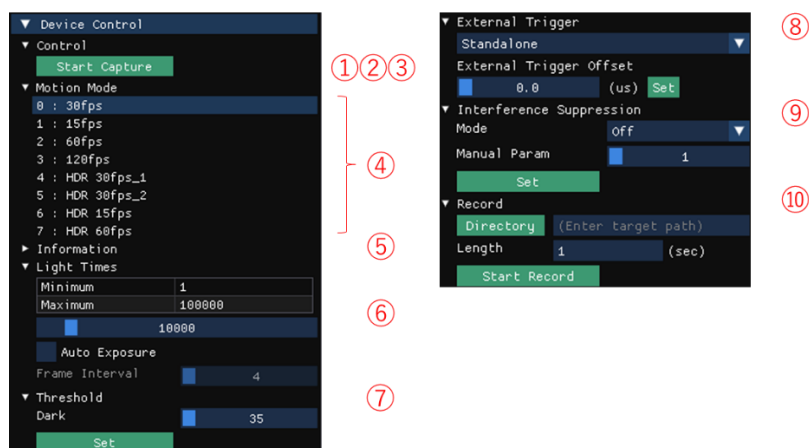 ▼ Device Control
▼ Control
Start Capture
①②③
▼ Motion Mode
0 : 30fps
1 : 15fps
2 : 60fps
3 : 120fps
4 : HDR 30fps_1
5 : HDR 30fps_2
6 : HDR 15fps
7 : HDR 60fps
④
▶ Information
⑤
▼ Light Times
Minimum 1
Maximum 100000
10000
⑥
Auto Exposure
Frame Interval 4
▼ Threshold
⑦
Dark 35
Set
▼ External Trigger
⑧
Standalone ▼
External Trigger Offset
0.0 (us) Set
▼ Interference Suppression
⑨
Mode Off ▼
Manual Param 1
Set
▼ Record
⑩
Directory (Enter target path)
Length 1 (sec)
Start Record